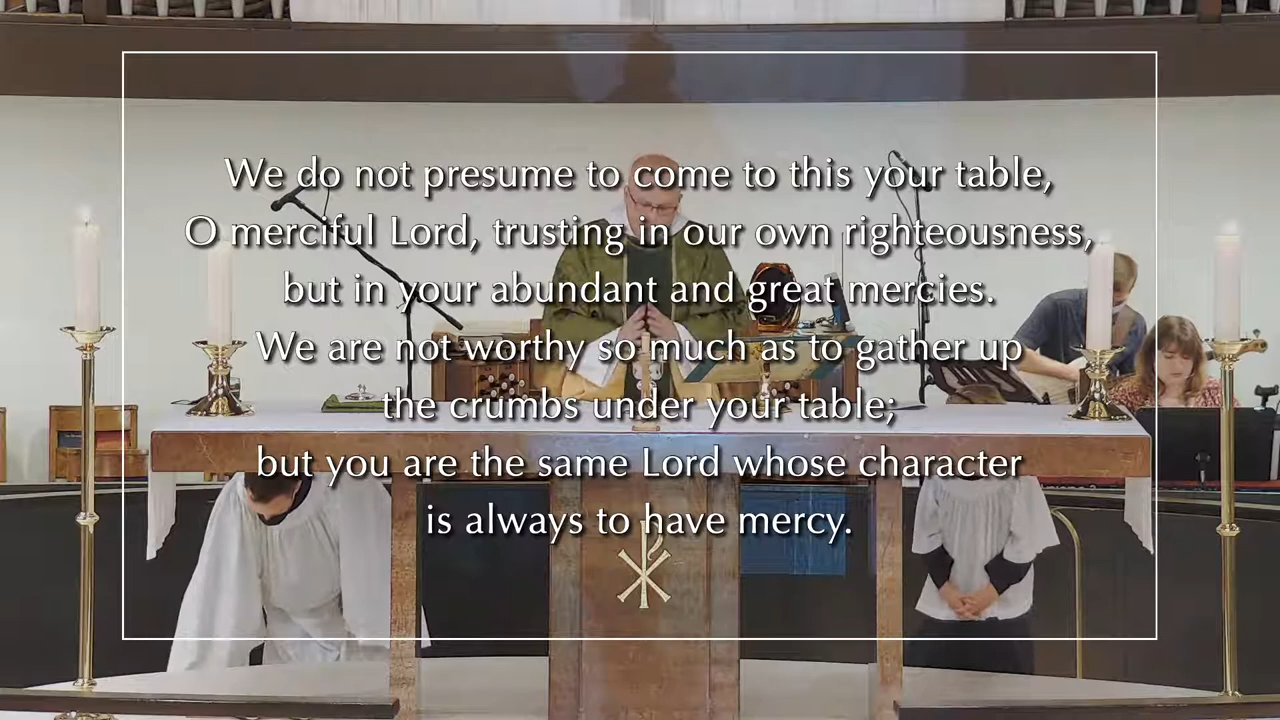 We do not presume to come to this your table,
O merciful Lord, trusting in our own righteousness,
but in your abundant and great mercies.
We are not worthy so much as to gather up
the crumbs under your table;
but you are the same Lord whose character
is always to have mercy.